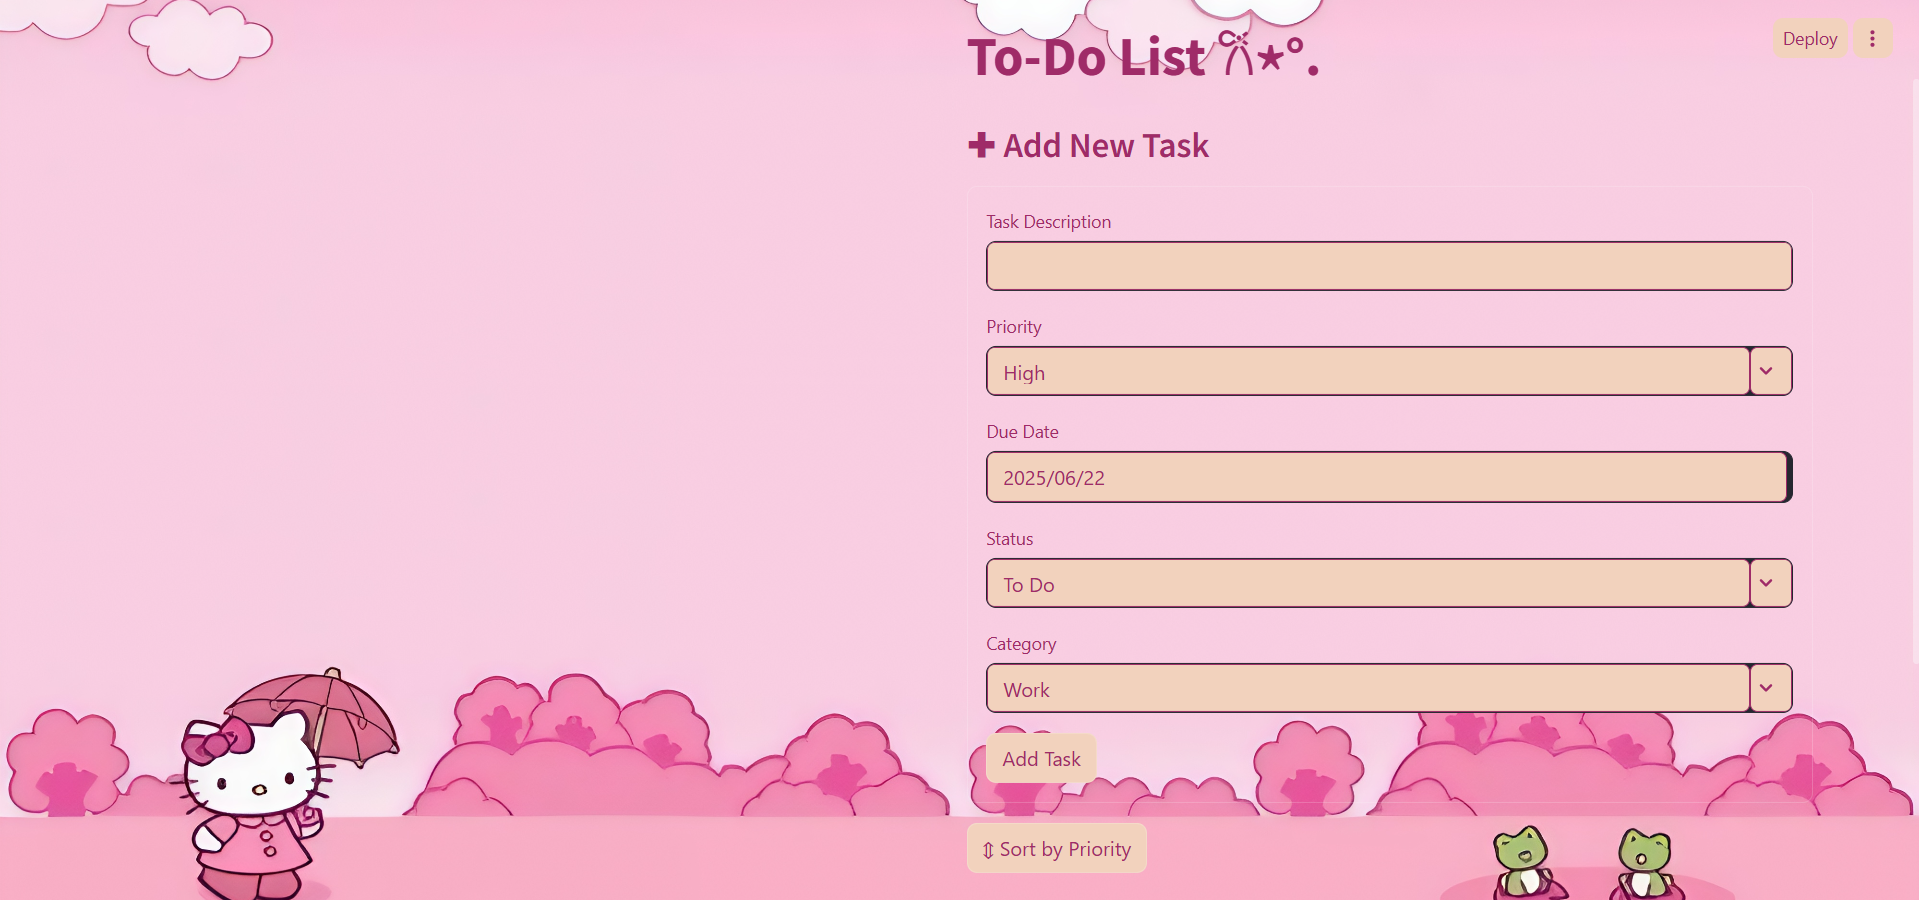 Deploy
To-Do List 𐙚⋆°.
✚ Add New Task
Task Description
Priority
High
Due Date
2025/06/22
Status
To Do
Category
Work
Add Task
⇕ Sort by Priority